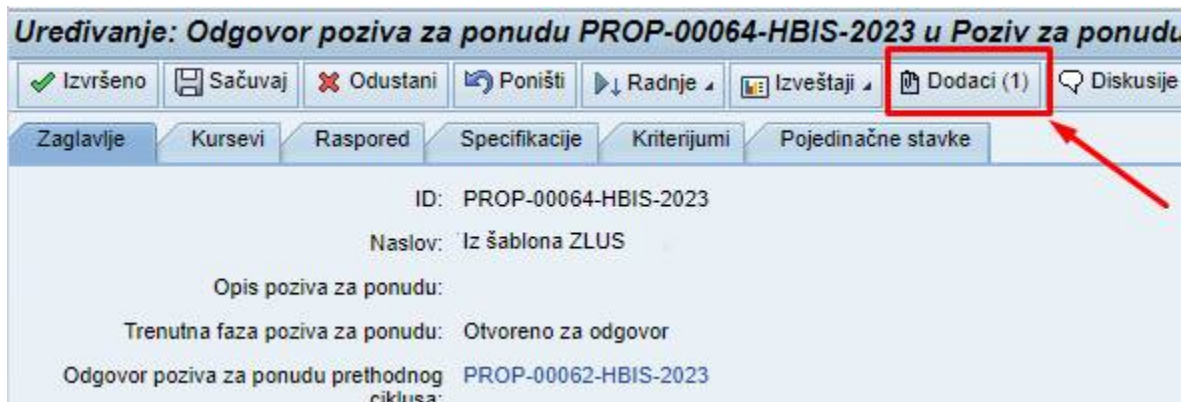 Uređivanje: Odgovor poziva za ponudu PROP-00064-HBIS-2023 u Poziv za ponudu
Izvršeno Sačuvaj Odustani Poništi Radnje Izveštaji Dodaci (1) Diskusije
Zaglavlje Kursevi Raspored Specifikacije Kriterijumi Pojedinačne stavke
ID: PROP-00064-HBIS-2023
Naslov: Iz šablona ZLUS
Opis poziva za ponudu:
Trenutna faza poziva za ponudu: Otvoreno za odgovor
Odgovor poziva za ponudu prethodnog PROP-00062-HBIS-2023
ciklusa: